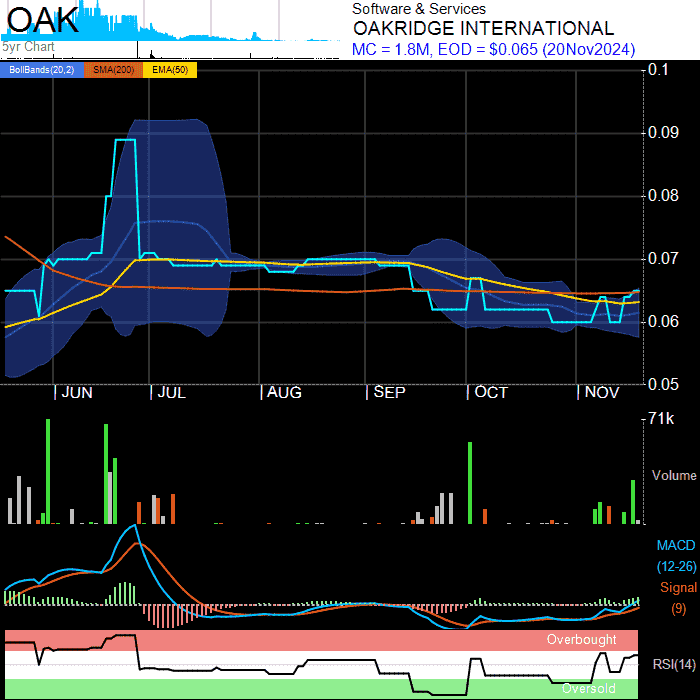 OAK
5yr Chart
Software & Services
OAKRIDGE INTERNATIONAL
MC = 1.8M, EOD = $0.065 (20Nov2024)
BollBands(20,2) SMA(200) EMA(50)
0.1
0.09
0.08
0.07
0.06
0.05
JUN JUL AUG SEP OCT NOV
71k
Volume
MACD
(12-26)
Signal
(9)
Overbought
RSI(14)
Oversold